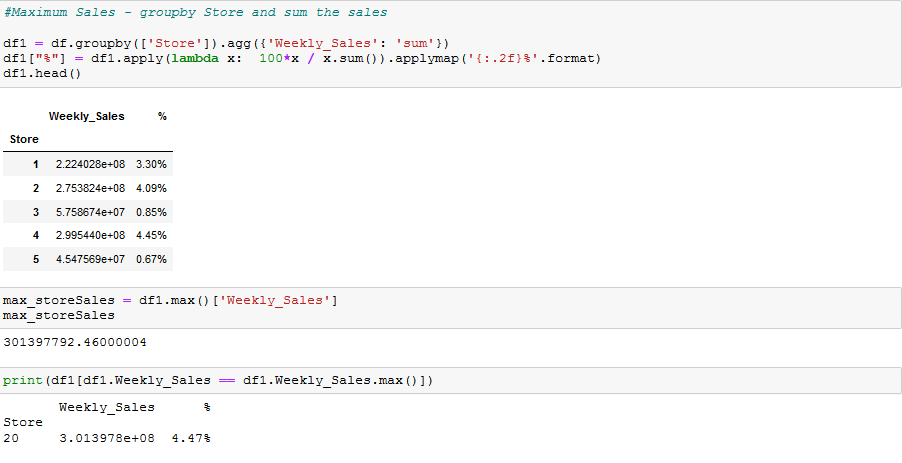 #Maximum Sales - groupby Store and sum the sales
df1 = df.groupby(['Store']).agg({'Weekly_Sales': 'sum'})
df1["%"] = df1.apply(lambda x:  100*x / x.sum()).applymap('{:.2f}%'.format)
df1.head()
Weekly_Sales %
Store
1 2.224028e+08 3.30%
2 2.753824e+08 4.09%
3 5.758674e+07 0.85%
4 2.995440e+08 4.45%
5 4.547569e+07 0.67%
max_storeSales = df1.max()['Weekly_Sales']
max_storeSales
301397792.46000004
print(df1[df1.Weekly_Sales == df1.Weekly_Sales.max()])
Weekly_Sales %
Store
20 3.013978e+08 4.47%